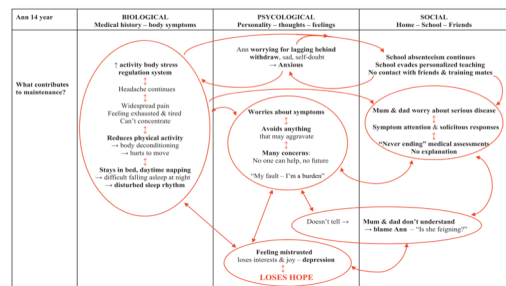 Ann 14 year
BIOLOGICAL
Medical history – body symptoms
PSYCOLOGICAL
Personality – thoughts – feelings
SOCIAL
Home – School – Friends
What contributes
to maintenance?
↑ activity body stress
regulation system
↕
Headache continues
↕
Widespread pain
Feeling exhausted & tired
Can't concentrate
↕
Reduces physical activity
→ body deconditioning
→ hurts to move
↕
Stays in bed, daytime napping
→ difficult falling asleep at night
→ disturbed sleep rhythm
Ann worrying for lagging behind
withdraw, sad, self-doubt
→ Anxious
Worries about symptoms
↕
Avoids anything
that may aggravate
↕
Many concerns:
No one can help, no future
"My fault – I'm a burden"
School absenteeism continues
School evades personalized teaching
No contact with friends & training mates
Mum & dad worry about serious disease
↕
Symptom attention & solicitous responses
↕
"Never ending" medical assessments
No explanation
Doesn't tell →
Mum & dad don't understand
→ blame Ann – "Is she feigning?"
Feeling mistrusted
loses interests & joy – depression
↕
LOSES HOPE